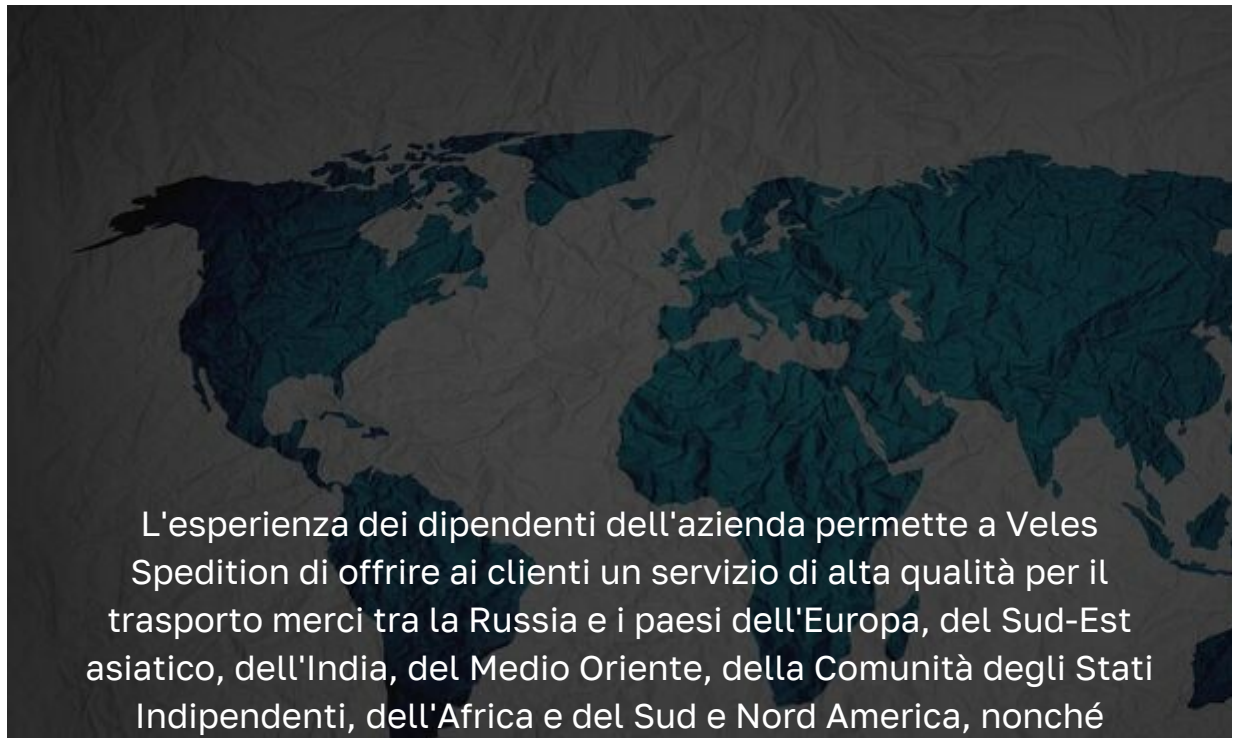 L'esperienza dei dipendenti dell'azienda permette a Veles
Spedition di offrire ai clienti un servizio di alta qualità per il
trasporto merci tra la Russia e i paesi dell'Europa, del Sud-Est
asiatico, dell'India, del Medio Oriente, della Comunità degli Stati
Indipendenti, dell'Africa e del Sud e Nord America, nonché